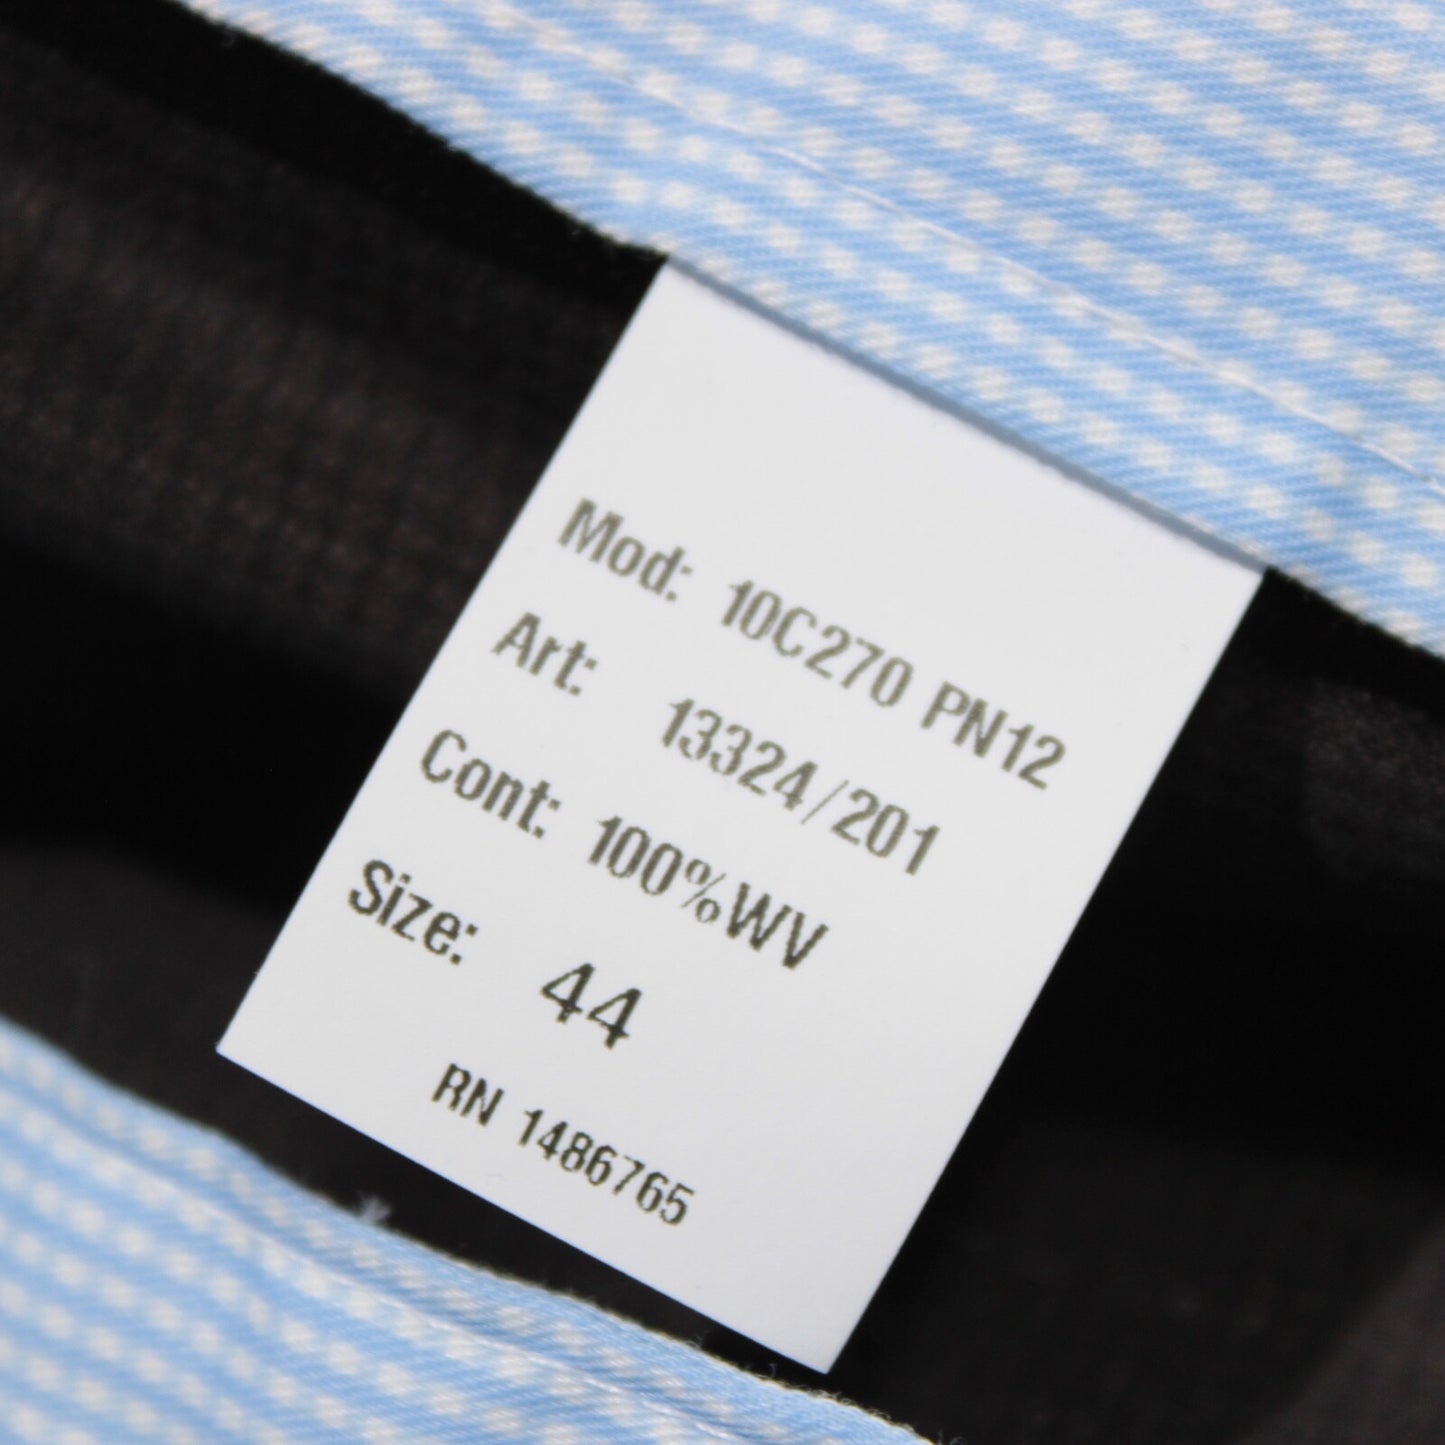 Mod: 10C270 PN12
Art: 13324/201
Cont: 100%WV
Size: 44
RN 1486765